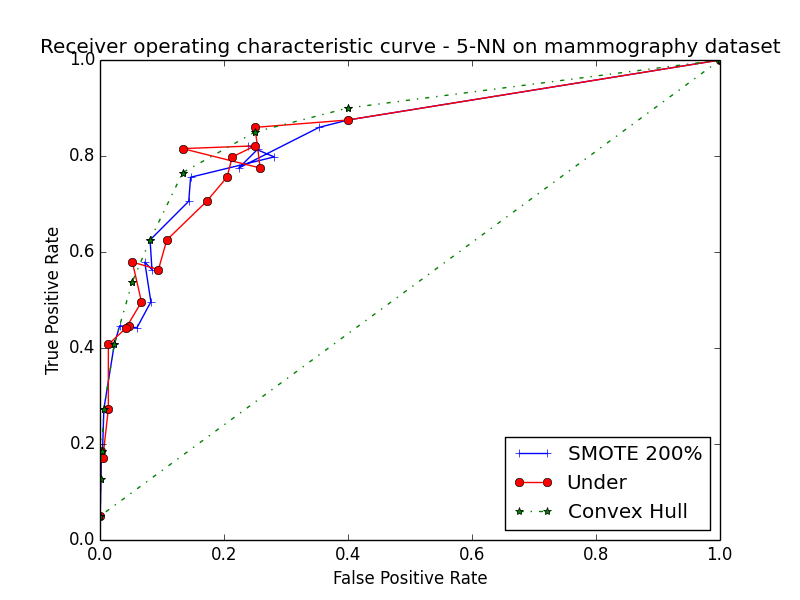 Receiver operating characteristic curve - 5-NN on mammography dataset
1.0
0.8
0.6
0.4
0.2
0.0
True Positive Rate
0.0 0.2 0.4 0.6 0.8 1.0
False Positive Rate
SMOTE 200%
Under
Convex Hull